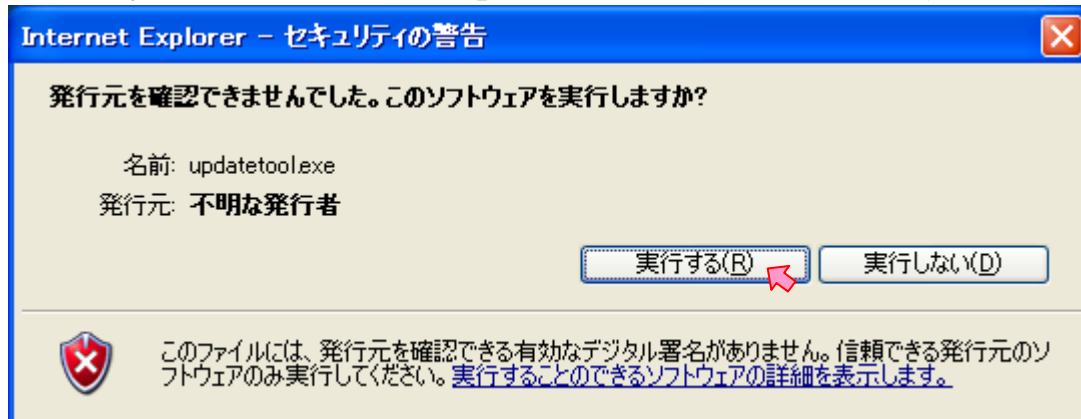 Internet Explorer - セキュリティの警告
発行元を確認できませんでした。このソフトウェアを実行しますか?
名前: updatetool.exe
発行元: 不明な発行者
実行する(R) 実行しない(D)
このファイルには、発行元を確認できる有効なデジタル署名がありません。信頼できる発行元のソ
フトウェアのみ実行してください。実行することのできるソフトウェアの詳細を表示します。